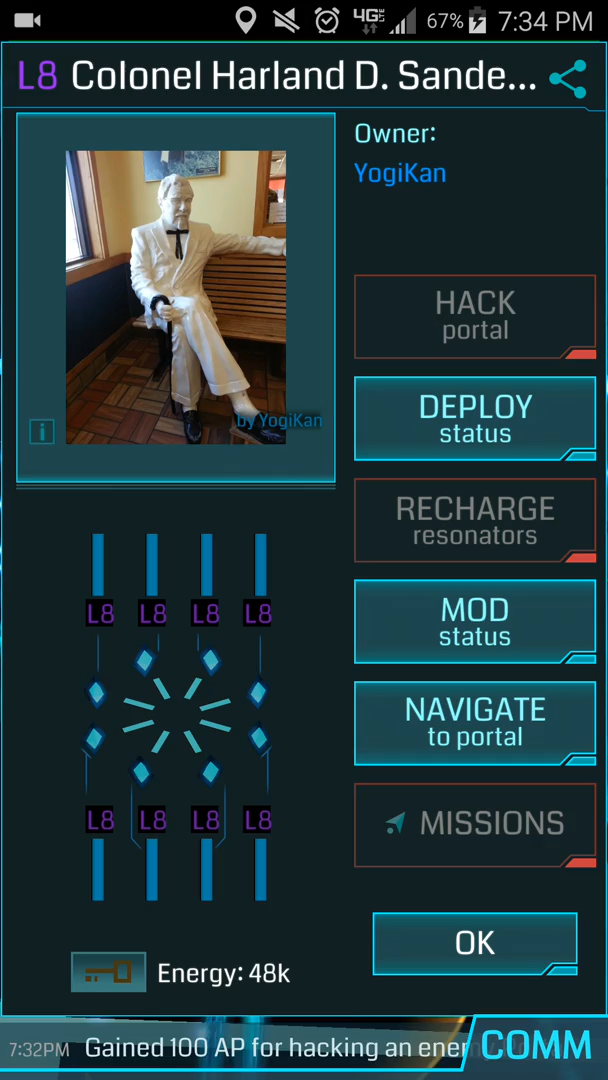 4G LTE 67% 7:34 PM
L8 Colonel Harland D. Sande...
Owner:
YogiKan
by YogiKan
i
HACK
portal
DEPLOY
status
RECHARGE
resonators
MOD
status
NAVIGATE
to portal
MISSIONS
L8 L8 L8 L8
L8 L8 L8 L8
OK
Energy: 48k
7:32PM Gained 100 AP for hacking an enem
COMM